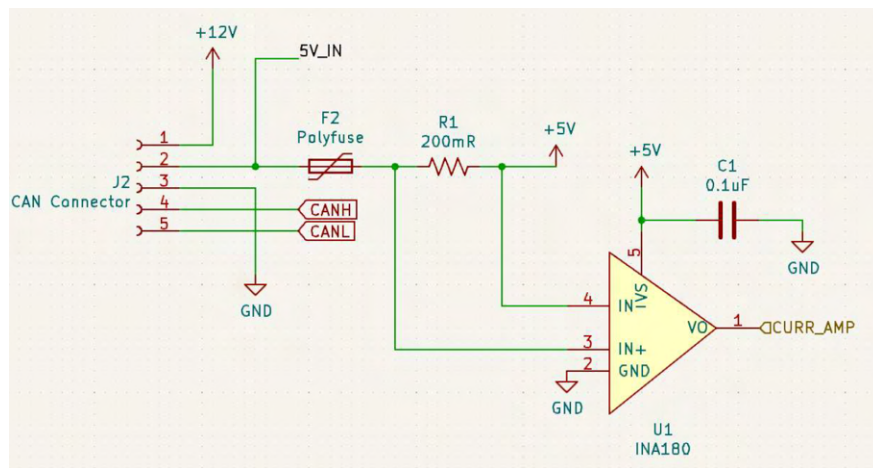 +12V
5V_IN
F2
Polyfuse
R1
200mR
+5V
+5V
C1
0.1uF
GND
1
2
3
4
5
J2
CAN Connector
CANH
CANL
GND
5
VS
4
IN
3
IN+
2
GND
GND
VO
1
CURR_AMP
U1
INA180